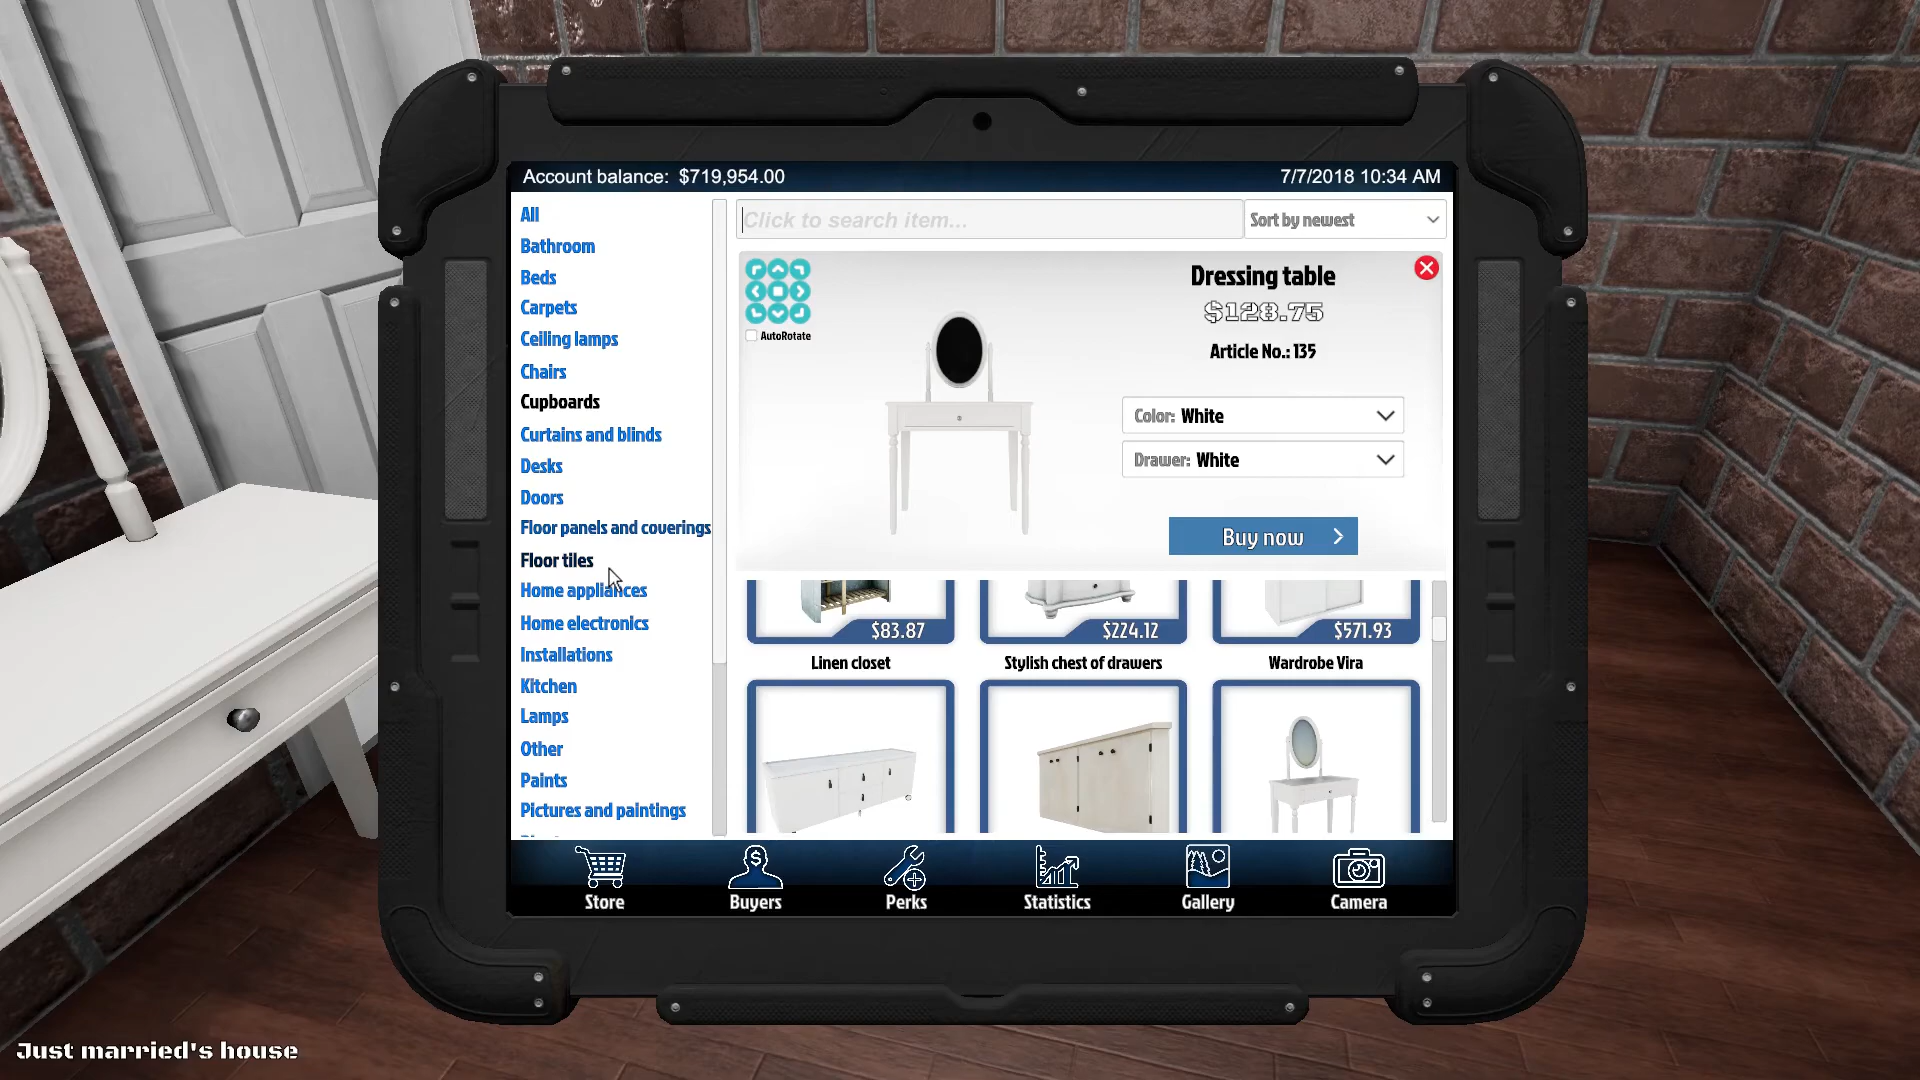 Account balance: $719,954.00
7/7/2018 10:34 AM
All
Bathroom
Beds
Carpets
Ceiling lamps
Chairs
Cupboards
Curtains and blinds
Desks
Doors
Floor panels and coverings
Floor tiles
Home appliances
Home electronics
Installations
Kitchen
Lamps
Other
Paints
Pictures and paintings
Click to search item...
Sort by newest
AutoRotate
Dressing table
$128.75
Article No.: 135
Color: White
Drawer: White
Buy now
$83.87
$224.12
$571.93
Linen closet
Stylish chest of drawers
Wardrobe Vira
Store
Buyers
Perks
Statistics
Gallery
Camera
Just married's house